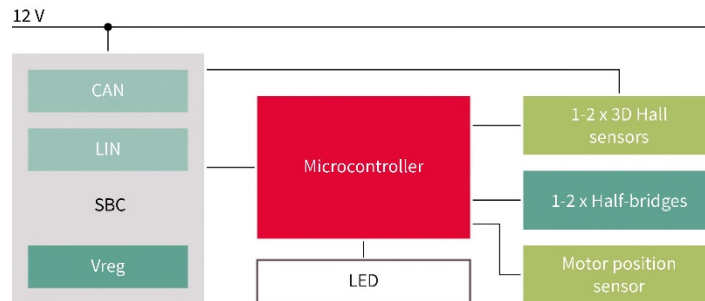 12 V
CAN
LIN
SBC
Vreg
Microcontroller
LED
1-2 x 3D Hall
sensors
1-2 x Half-bridges
Motor position
sensor